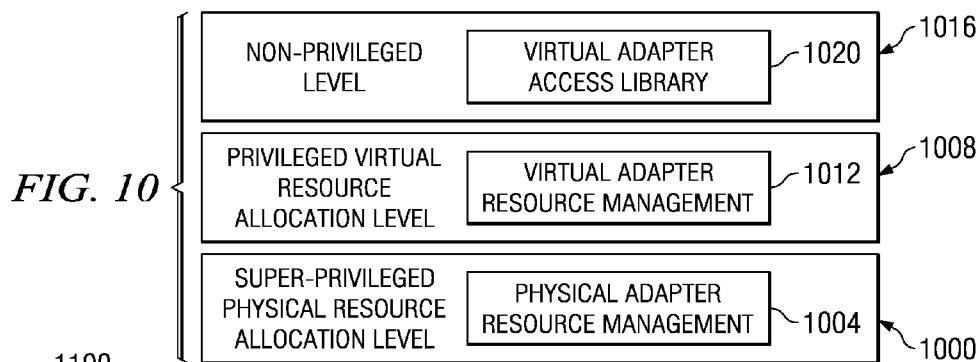 NON-PRIVILEGED
LEVEL
VIRTUAL ADAPTER
ACCESS LIBRARY
1020
1016
FIG. 10
PRIVILEGED VIRTUAL
RESOURCE
ALLOCATION LEVEL
VIRTUAL ADAPTER
RESOURCE MANAGEMENT
1012
1008
SUPER-PRIVILEGED
PHYSICAL RESOURCE
ALLOCATION LEVEL
PHYSICAL ADAPTER
RESOURCE MANAGEMENT
1004
1000